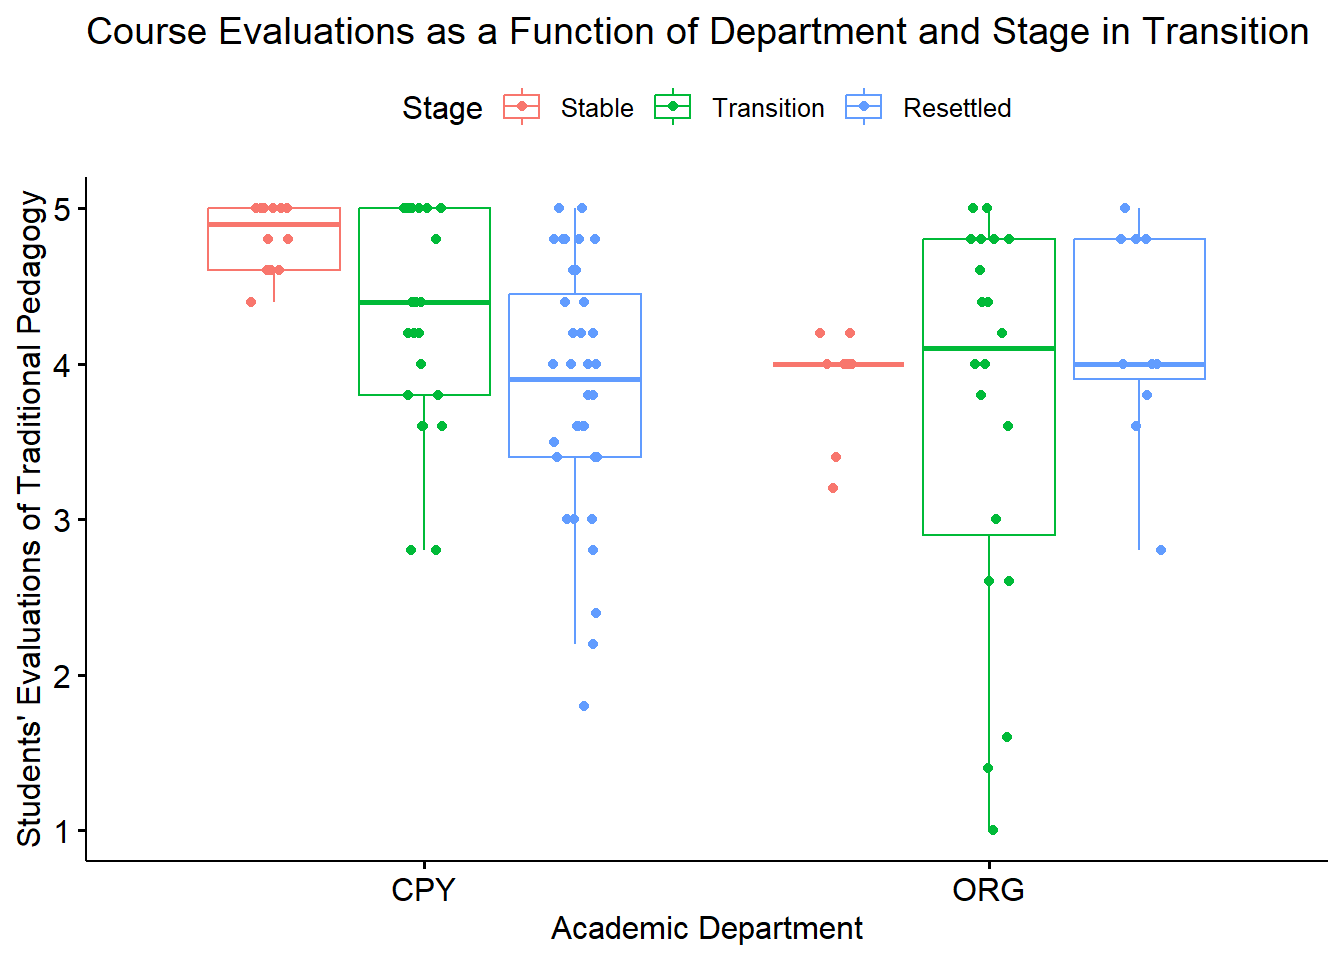 Course Evaluations as a Function of Department and Stage in Transition
Stage Stable Transition Resettled
Students' Evaluations of Traditional Pedagogy
5
4
3
2
1
CPY ORG
Academic Department